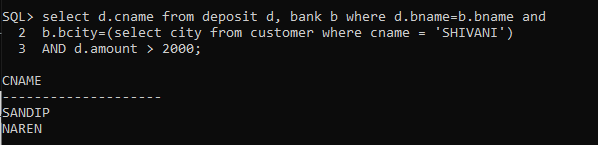 SQL> select d.cname from deposit d, bank b where d.bname=b.bname and
  2  b.bcity=(select city from customer where cname = 'SHIVANI')
  3  AND d.amount > 2000;

CNAME
--------------------
SANDIP
NAREN